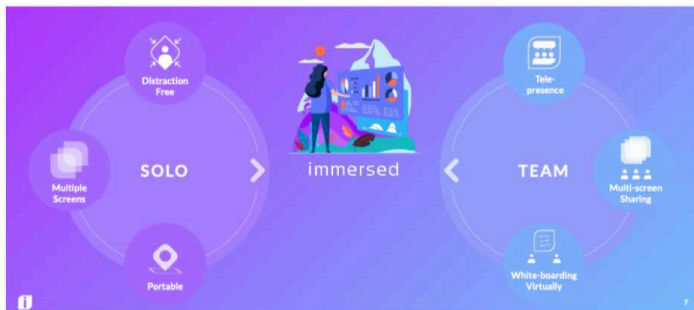 Distraction
Free
SOLO
Multiple
Screens
Portable
immersed
Tele-
presence
TEAM
Multi-screen
Sharing
White-boarding
Virtually
i
7